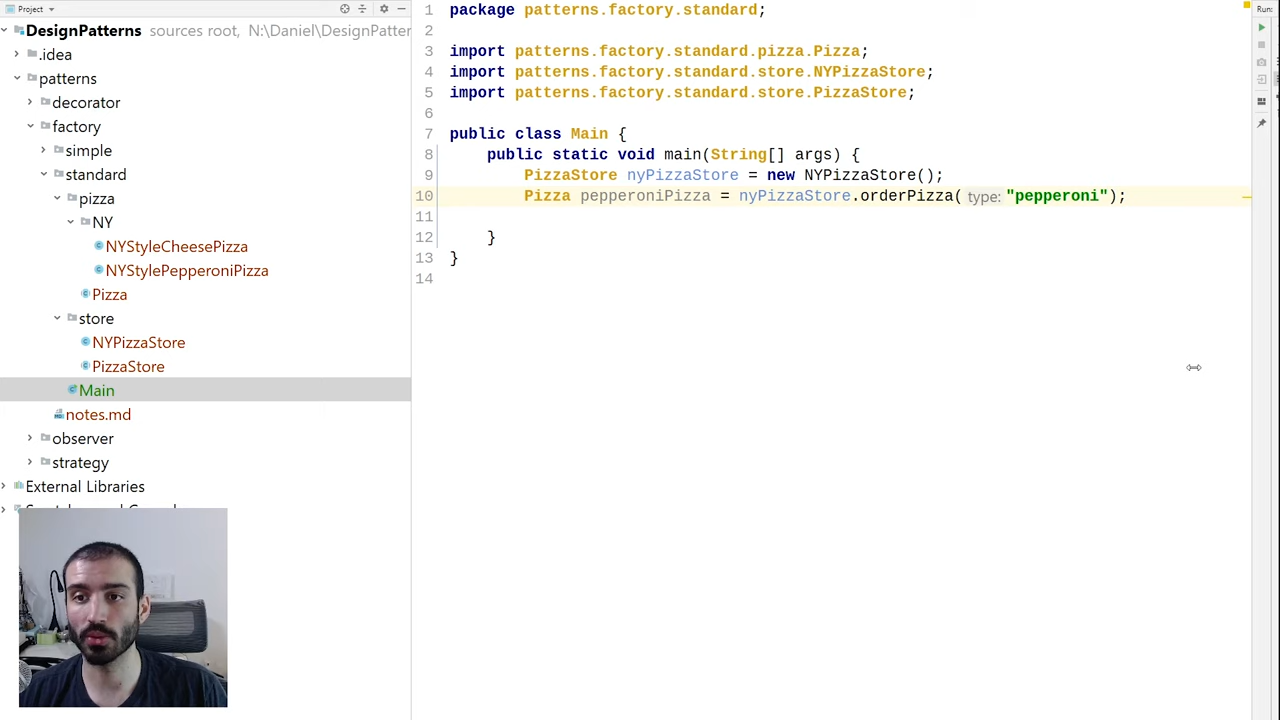 Project
DesignPatterns sources root, N:\Daniel\DesignPatter
.idea
patterns
decorator
factory
simple
standard
pizza
NY
NYStyleCheesePizza
NYStylePepperoniPizza
Pizza
store
NYPizzaStore
PizzaStore
Main
notes.md
observer
strategy
External Libraries
1 package patterns.factory.standard;
2
3 import patterns.factory.standard.pizza.Pizza;
4 import patterns.factory.standard.store.NYPizzaStore;
5 import patterns.factory.standard.store.PizzaStore;
6
7 public class Main {
8 public static void main(String[] args) {
9 PizzaStore nyPizzaStore = new NYPizzaStore();
10 Pizza pepperoniPizza = nyPizzaStore.orderPizza( type: "pepperoni");
11
12 }
13 }
14
Run: